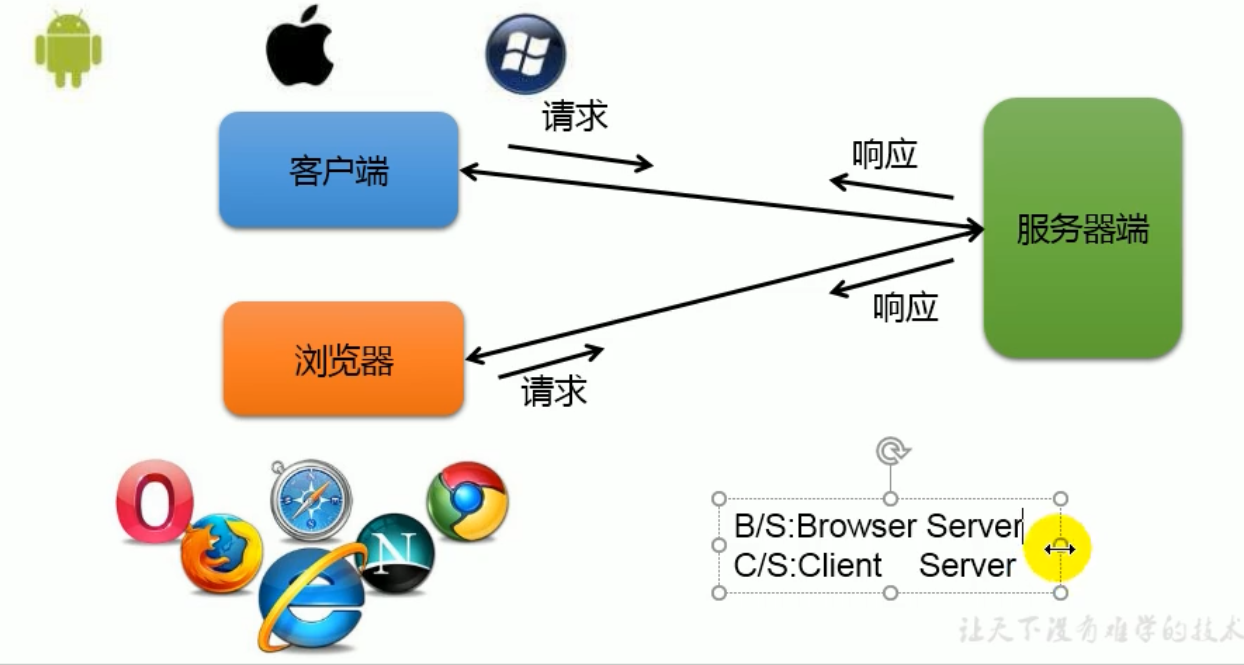 请求
响应
客户端
服务器端
响应
浏览器
请求
O
N
B/S:Browser Server
C/S:Client Server
让天下没有难学的技术